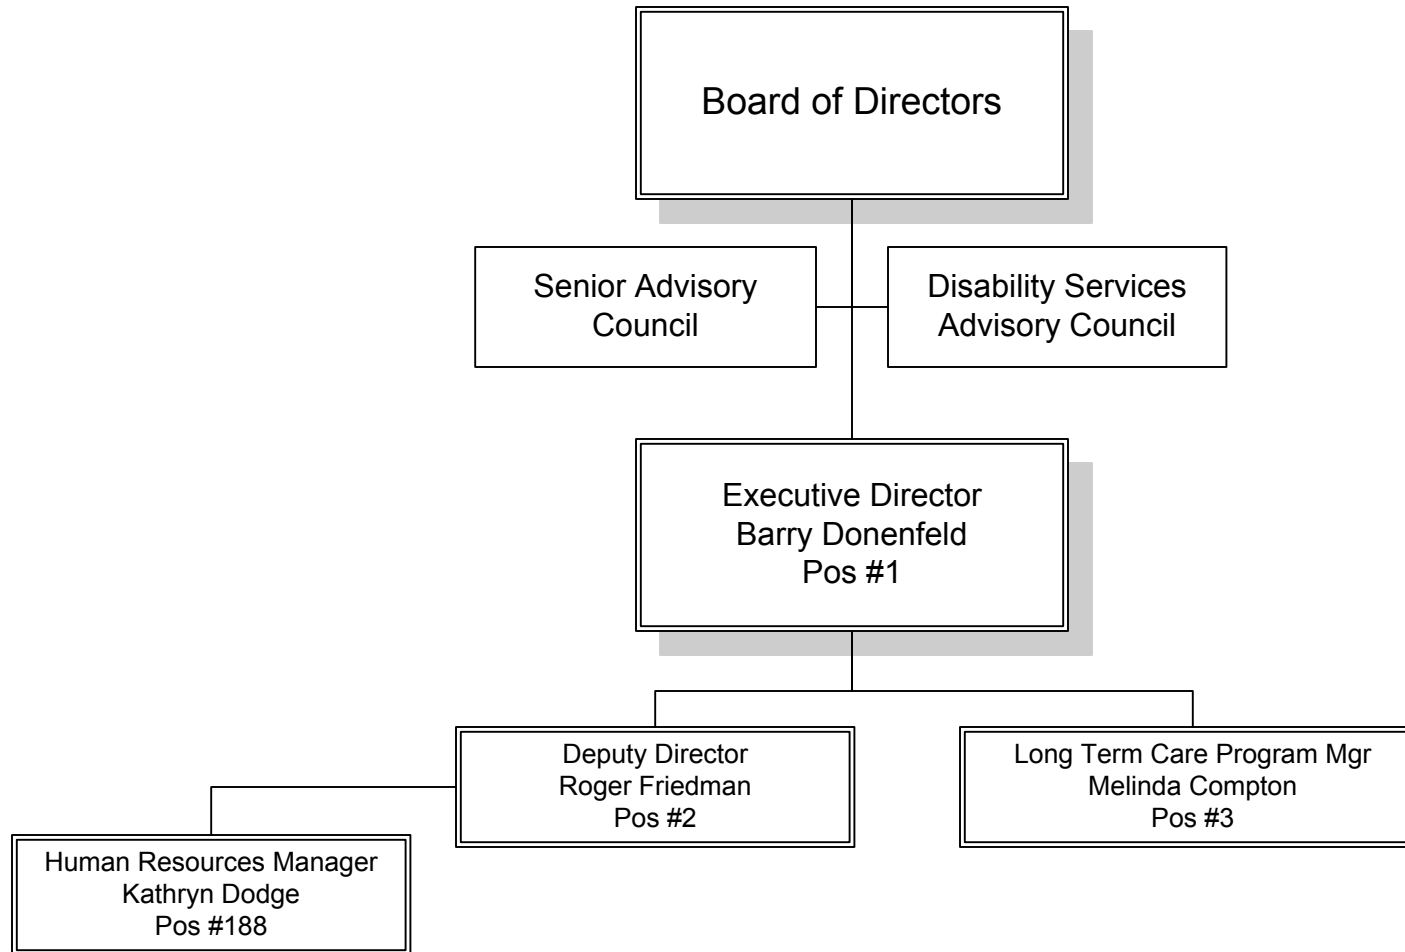 Board of Directors
Senior Advisory
Council
Disability Services
Advisory Council
Executive Director
Barry Donenfeld
Pos #1
Deputy Director
Roger Friedman
Pos #2
Long Term Care Program Mgr
Melinda Compton
Pos #3
Human Resources Manager
Kathryn Dodge
Pos #188